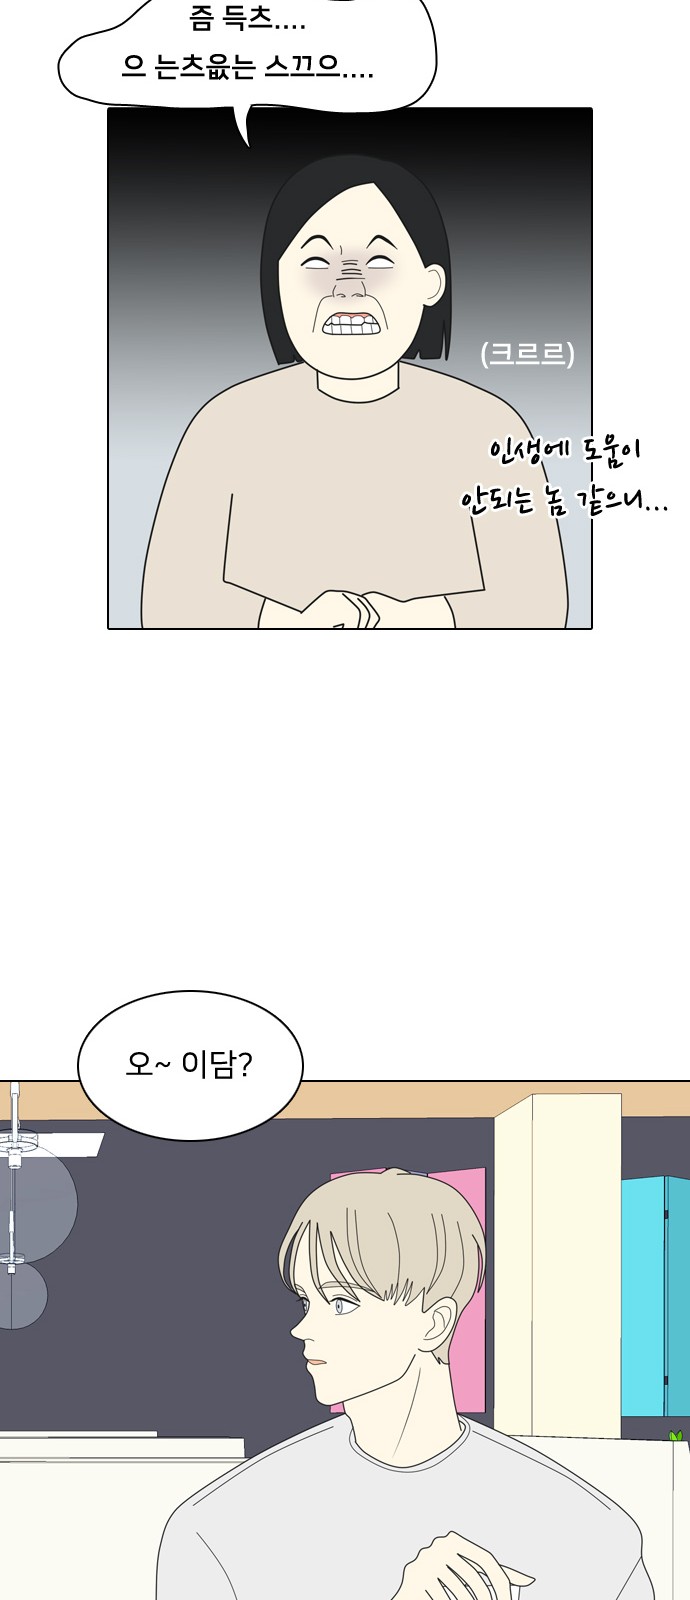 즘 득츠....
으 는츠읎는 스끄으....
(크르르)
인생에 도움이
안되는 놈 같으니...
오~ 이담?